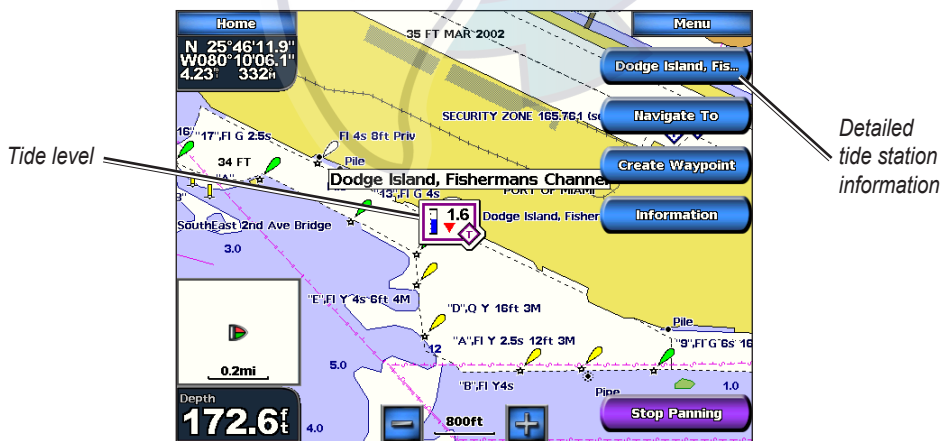 Home
Menu
35 FT MAR 2002
N 25°46'11.9"
W080°10'06.1"
4.23° 332
Dodge Island, Fis...
SECURITY ZONE 165.761
Navigate To
16"
"17",Fl G 2.5s
Fl 4s 8ft Priv
Detailed
tide station
information
Tide level
34 FT
Pile
Create Waypoint
"A"
Dodge Island, Fishermans Channel
PORT OF MIAMI
"13",Fl G 4s
1.6
T
Dodge Island, Fisher
Information
SouthEast 2nd Ave Bridge
3.0
"E",Fl Y 4s 6ft 4M
"D",Q Y 16ft 3M
Pile
"A",Fl Y 2.5s 12ft 3M
"9",Fl G 6s 16
12
0.2mi
5.0
"B",Fl Y4s
Pipe
1.0
Depth
172.6
4.0
800ft
Stop Panning